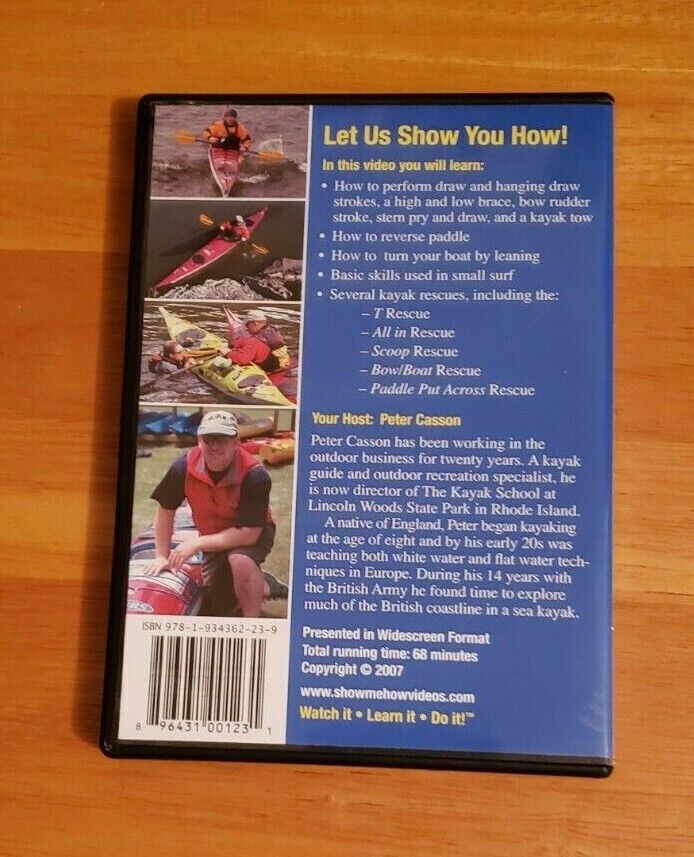 Let Us Show You How!
In this video you will learn:
• How to perform draw and hanging draw
strokes, a high and low brace, bow rudder
stroke, stern pry and draw, and a kayak tow
• How to reverse paddle
• How to turn your boat by leaning
• Basic skills used in small surf
• Several kayak rescues, including the:
– T Rescue
– All in Rescue
– Scoop Rescue
– Bow/Boat Rescue
– Paddle Put Across Rescue
Your Host: Peter Casson
Peter Casson has been working in the
outdoor business for twenty years. A kayak
guide and outdoor recreation specialist, he
is now director of The Kayak School at
Lincoln Woods State Park in Rhode Island.
A native of England, Peter began kayaking
at the age of eight and by his early 20s was
teaching both white water and flat water tech-
niques in Europe. During his 14 years with
the British Army he found time to explore
much of the British coastline in a sea kayak.
Presented in Widescreen Format
Total running time: 68 minutes
Copyright © 2007
www.showmehowvideos.com
Watch it • Learn it • Do it!™
ISBN 978-1-934362-23-9
8 96431 00123 1